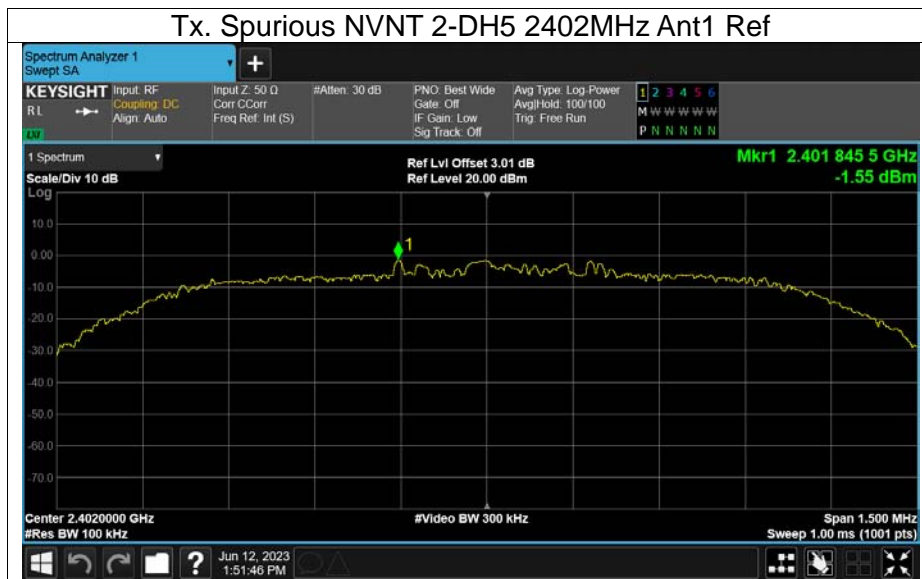 Tx. Spurious NVNT 2-DH5 2402MHz Ant1 Ref
Spectrum Analyzer 1
Swept SA
+
KEYSIGHT
R L
LXI
Input: RF
Coupling: DC
Align: Auto
Input Z: 50 Ω
Corr CCorr
Freq Ref: Int (S)
#Atten: 30 dB
PNO: Best Wide
Gate: Off
IF Gain: Low
Sig Track: Off
Avg Type: Log-Power
Avg|Hold: 100/100
Trig: Free Run
1 2 3 4 5 6
M W W W W W
P N N N N N
1 Spectrum
Scale/Div 10 dB
Log
Ref Lvl Offset 3.01 dB
Ref Level 20.00 dBm
Mkr1 2.401 845 5 GHz
-1.55 dBm
10.0
0.00
-10.0
-20.0
-30.0
-40.0
-50.0
-60.0
-70.0
1
Center 2.4020000 GHz
#Res BW 100 kHz
#Video BW 300 kHz
Span 1.500 MHz
Sweep 1.00 ms (1001 pts)
?
Jun 12, 2023
1:51:46 PM